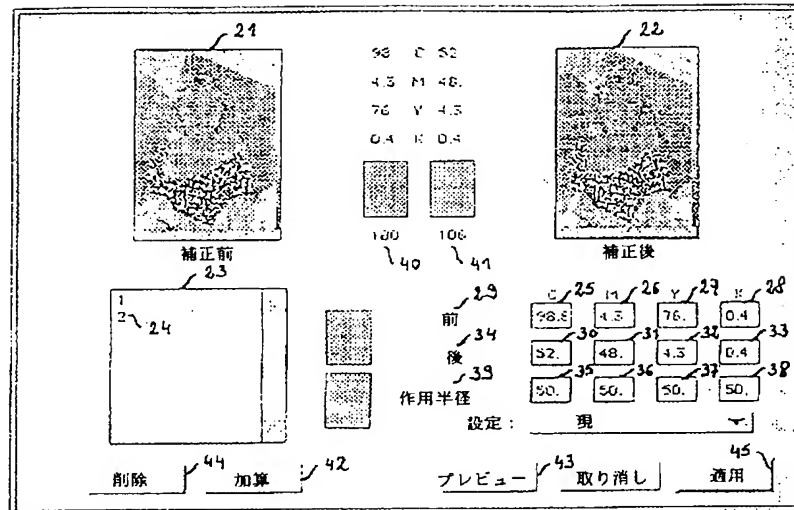 21
22
98 C 52
4.3 M 48.
76 Y 4.3
0.4 K 0.4
補正前
100
106
補正後
40
41
23
1
2
24
29
前
34
後
39
作用半径
C 25 M 26 Y 27 K 28
98.8 4.3 76. 0.4
30 31 32 33
52. 48. 4.3 0.4
35 36 37 38
50. 50. 50. 50.
設定: 現
削除 44
加算 42
プレビュー 43
取り消し
適用 45